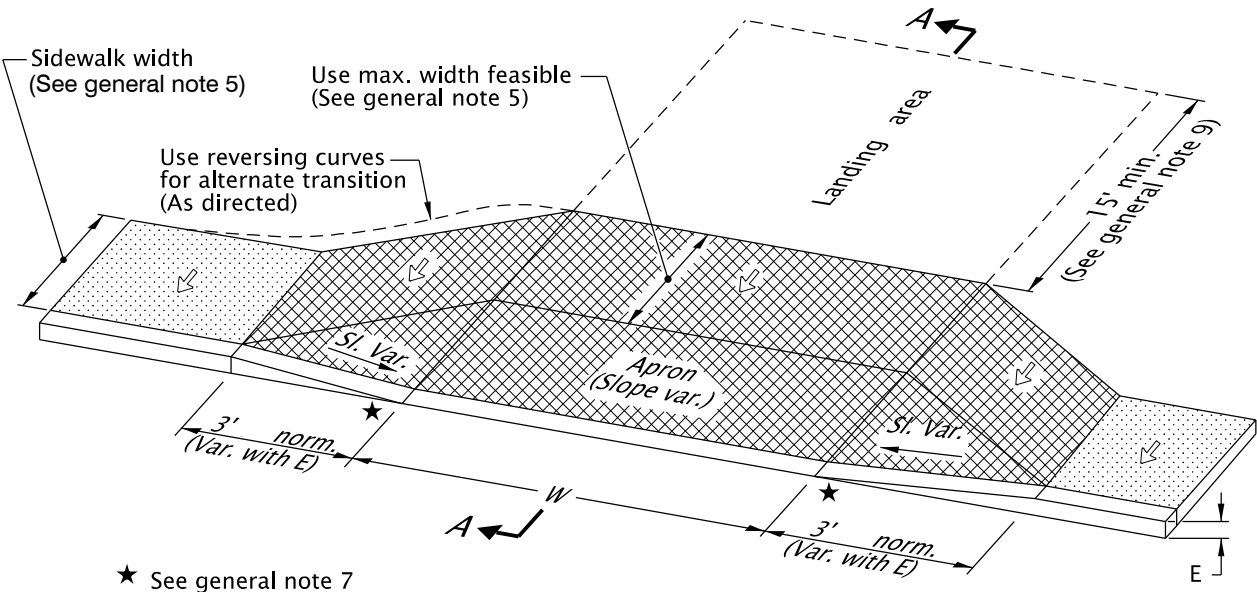 A
Sidewalk width
(See general note 5)
Use max. width feasible
(See general note 5)
Landing area
15' min.
(See general note 9)
Use reversing curves
for alternate transition
(As directed)
Sl. Var.
Apron
(Slope var.)
Sl. Var.
★
3' norm.
(Var. with E)
W
★
A
3' norm.
(Var. with E)
E
★ See general note 7